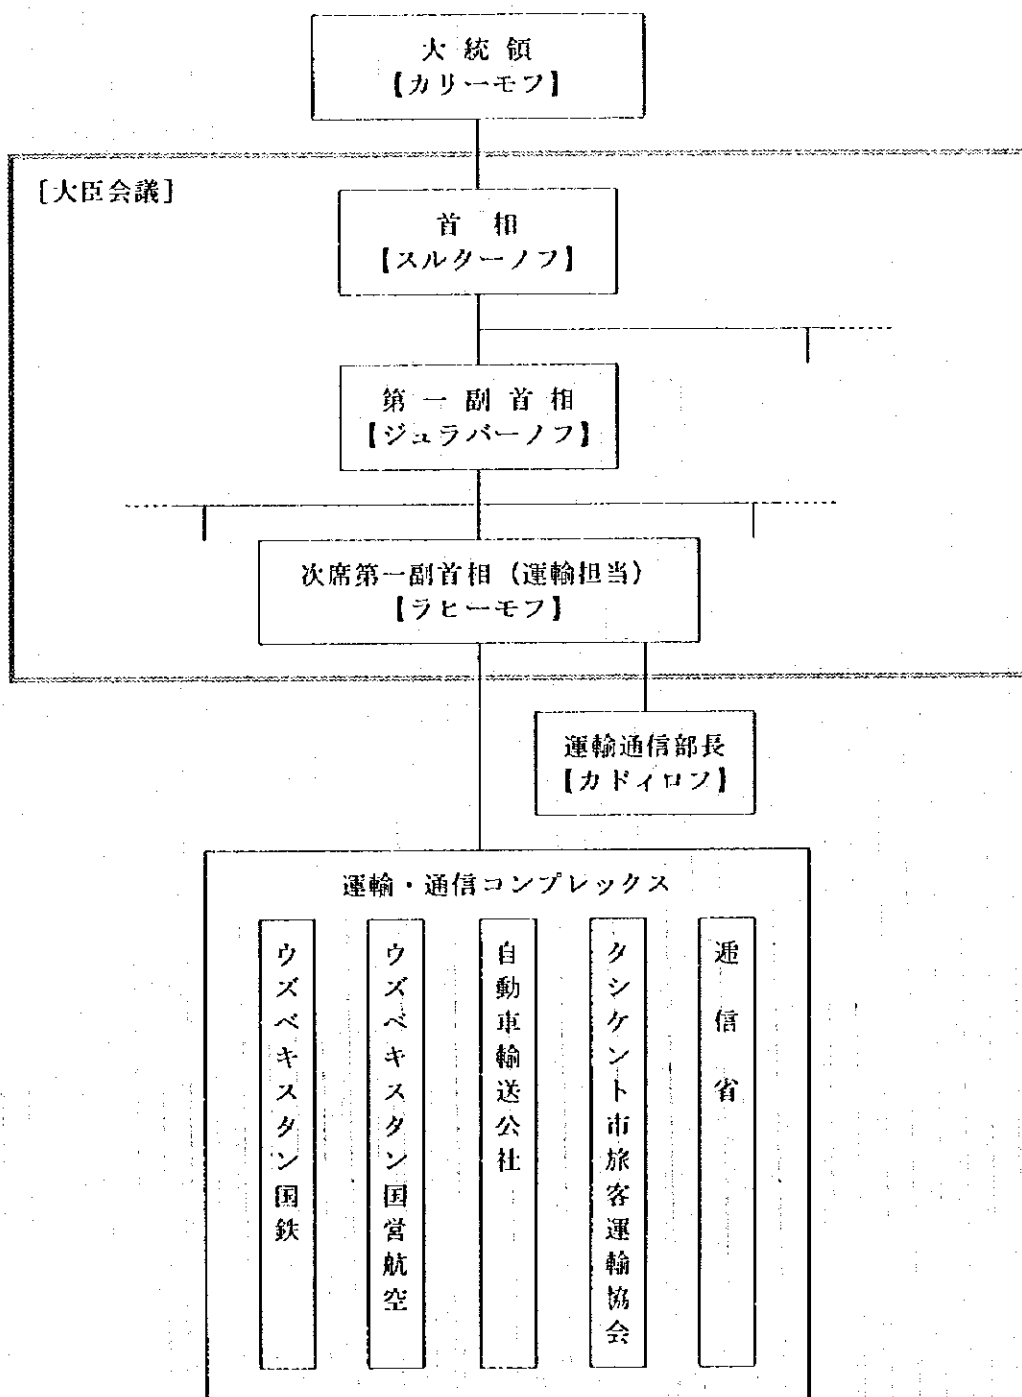 大統領
【カリーモフ】
[大臣会議]
首相
【スルターノフ】
第一副首相
【ジュラバーノフ】
次席第一副首相（運輸担当）
【ラヒーモフ】
運輸通信部長
【カドィロフ】
運輸・通信コンプレックス
ウズベキスタン国鉄
ウズベキスタン国営航空
自動車輸送公社
タシケント市旅客運輸協会
逓信省